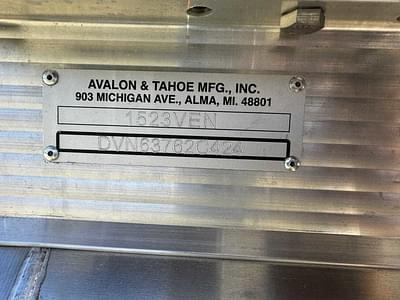 AVALON & TAHOE MFG., INC.
903 MICHIGAN AVE., ALMA, MI. 48801
1523VEN
DVN63762C424